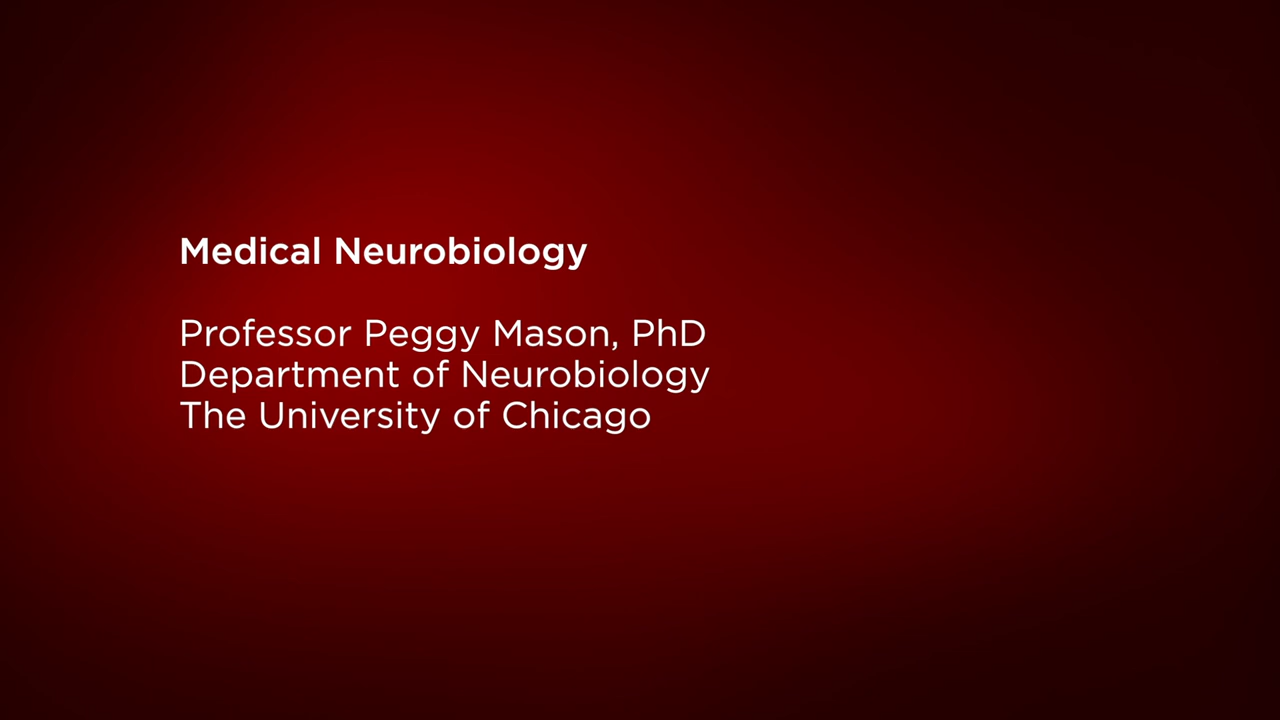 Medical Neurobiology
Professor Peggy Mason, PhD
Department of Neurobiology
The University of Chicago